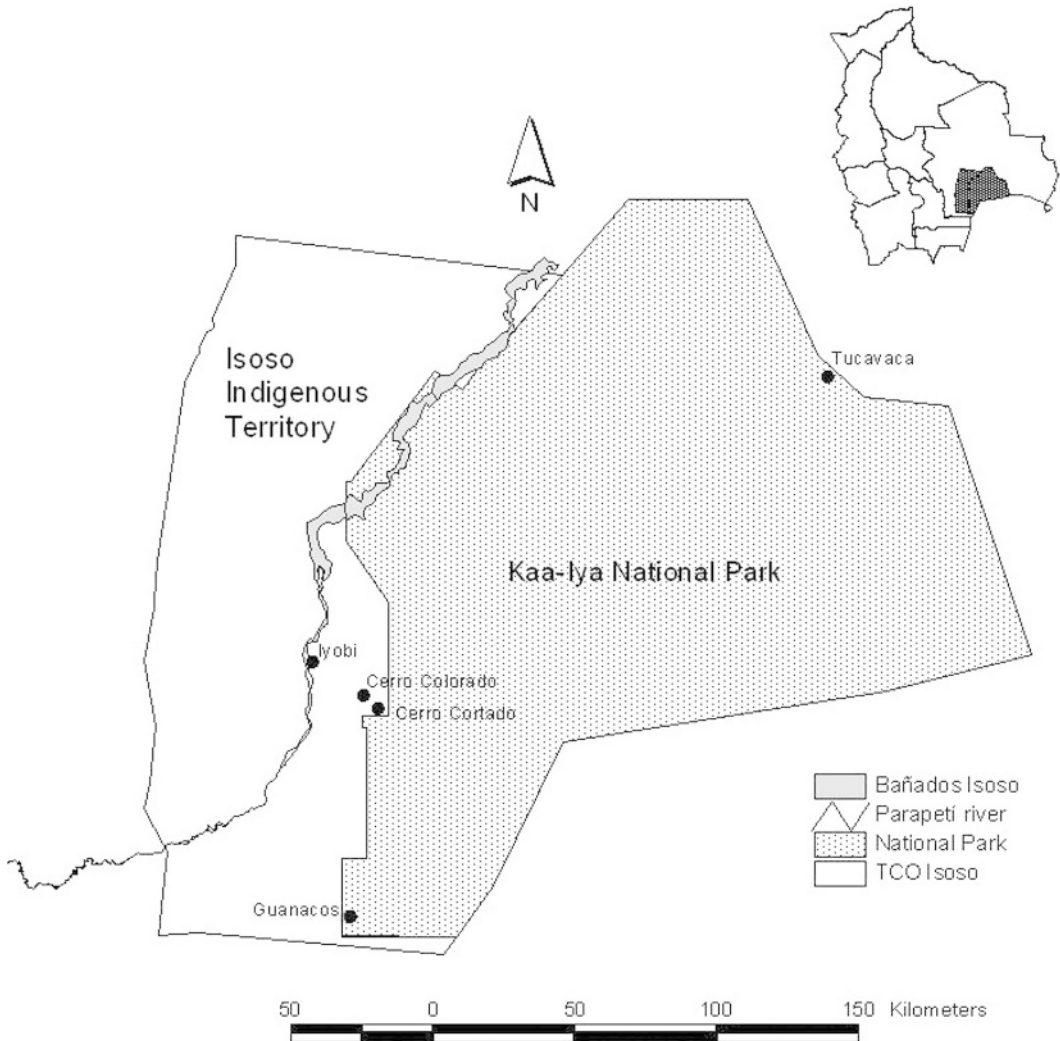 N
Isoso
Indigenous
Territory
Tucavaca
Kaa-Iya National Park
Iyobi
Cerro Colorado
Cerro Cortado
Guanacos
Bañados Isoso
Parapetí river
National Park
TCO Isoso
50 0 50 100 150 Kilometers